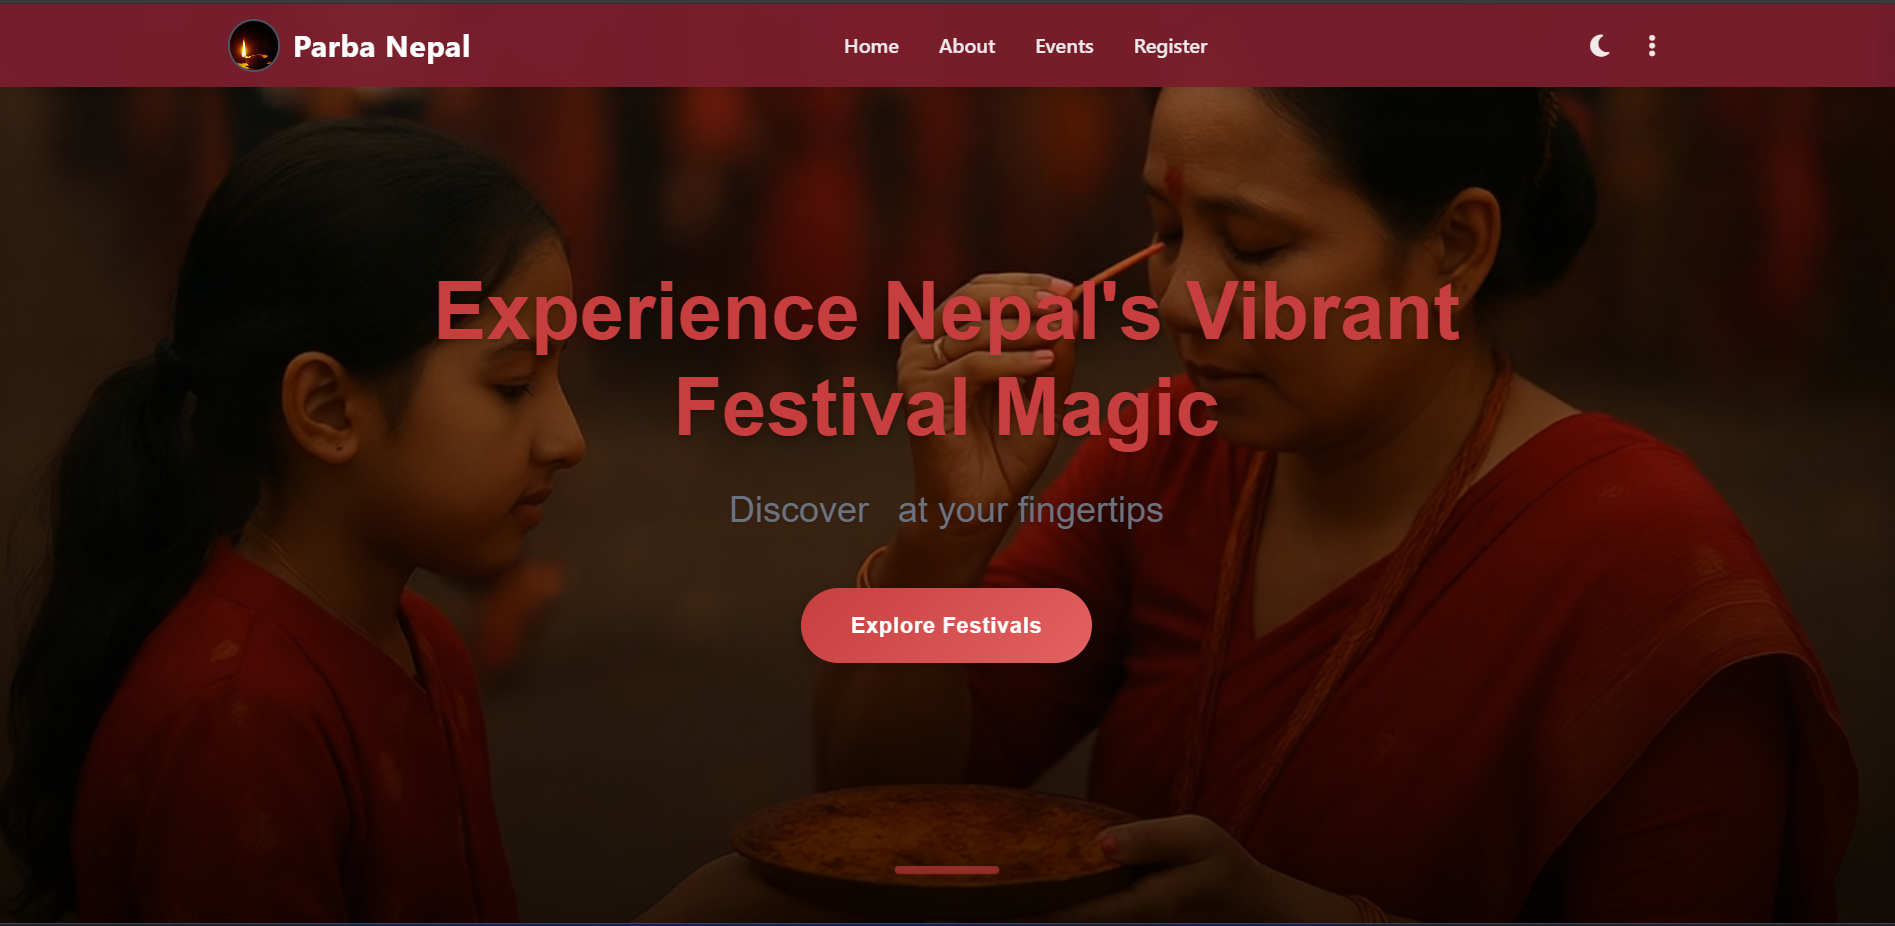 Parba Nepal
Home About Events Register
Experience Nepal's Vibrant
Festival Magic
Discover at your fingertips
Explore Festivals